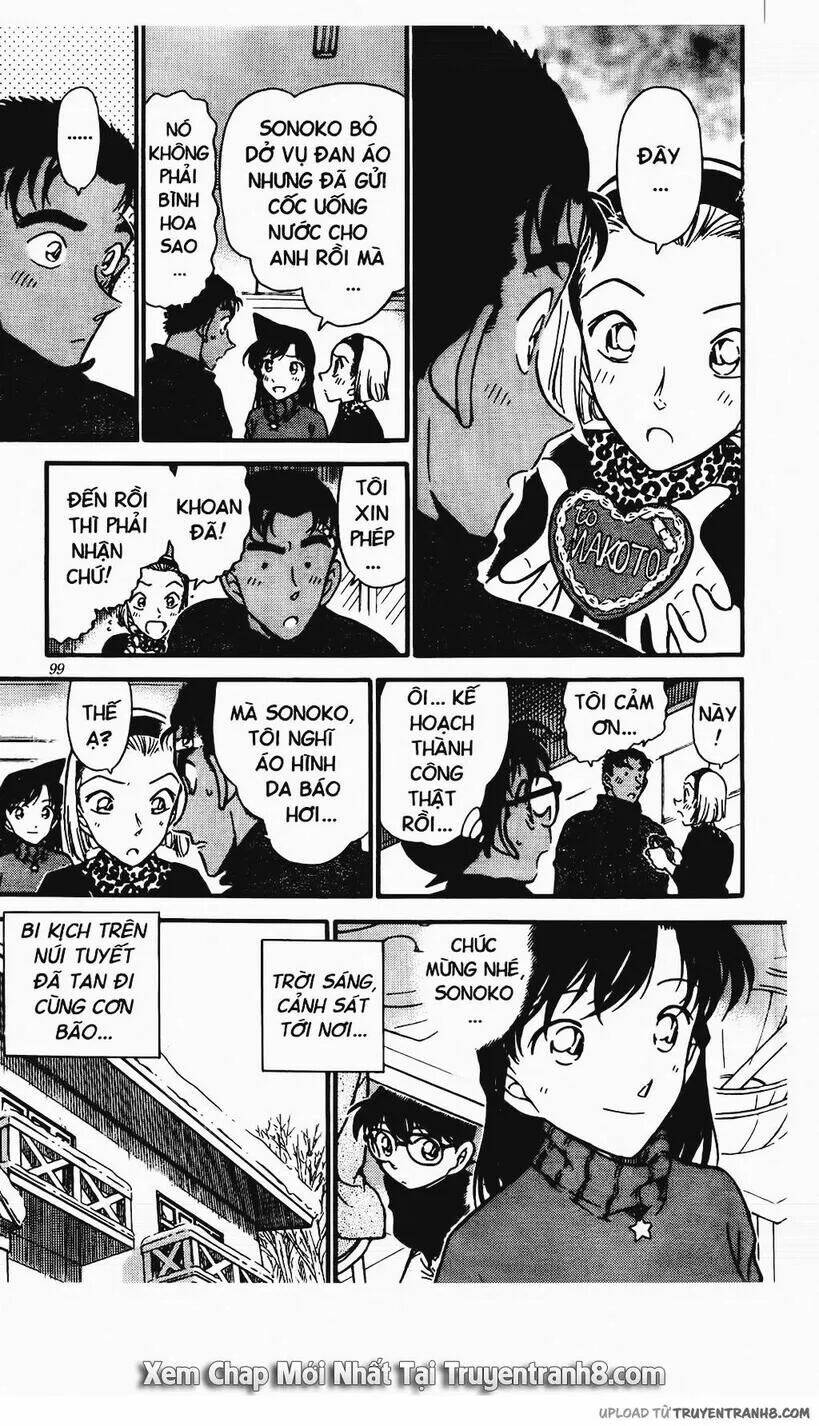 ĐÂY
...
to
MAKOTO
SONOKO BỎ
DỞ VỤ ĐAN ÁO
NHƯNG ĐÃ GỬI
CỐC UỐNG
NƯỚC CHO
ANH RỒI MÀ
...
NÓ
KHÔNG
PHẢI
BÌNH
HOA
SAO
...
.....
TÔI
XIN
PHÉP
...
KHOAN
ĐÃ!
ĐẾN RỒI
THÌ PHẢI
NHẬN
CHỨ!
99
NÀY
!
TÔI CẢM
ƠN...
ÔI... KẾ
HOẠCH
THÀNH
CÔNG
THẬT
RỒI...
MÀ SONOKO,
TÔI NGHĨ
ÁO HÌNH
DA BÁO
HƠI...
THẾ
Ạ?
CHÚC
MỪNG NHÉ,
SONOKO
...
TRỜI SÁNG,
CẢNH SÁT
TỚI NƠI...
BI KỊCH TRÊN
NÚI TUYẾT
ĐÃ TAN ĐI
CÙNG CƠN
BÃO...
Xem Chap Mới Nhất Tại Truyentranh8.com
UPLOAD TỪ TRUYENTRANH8.COM